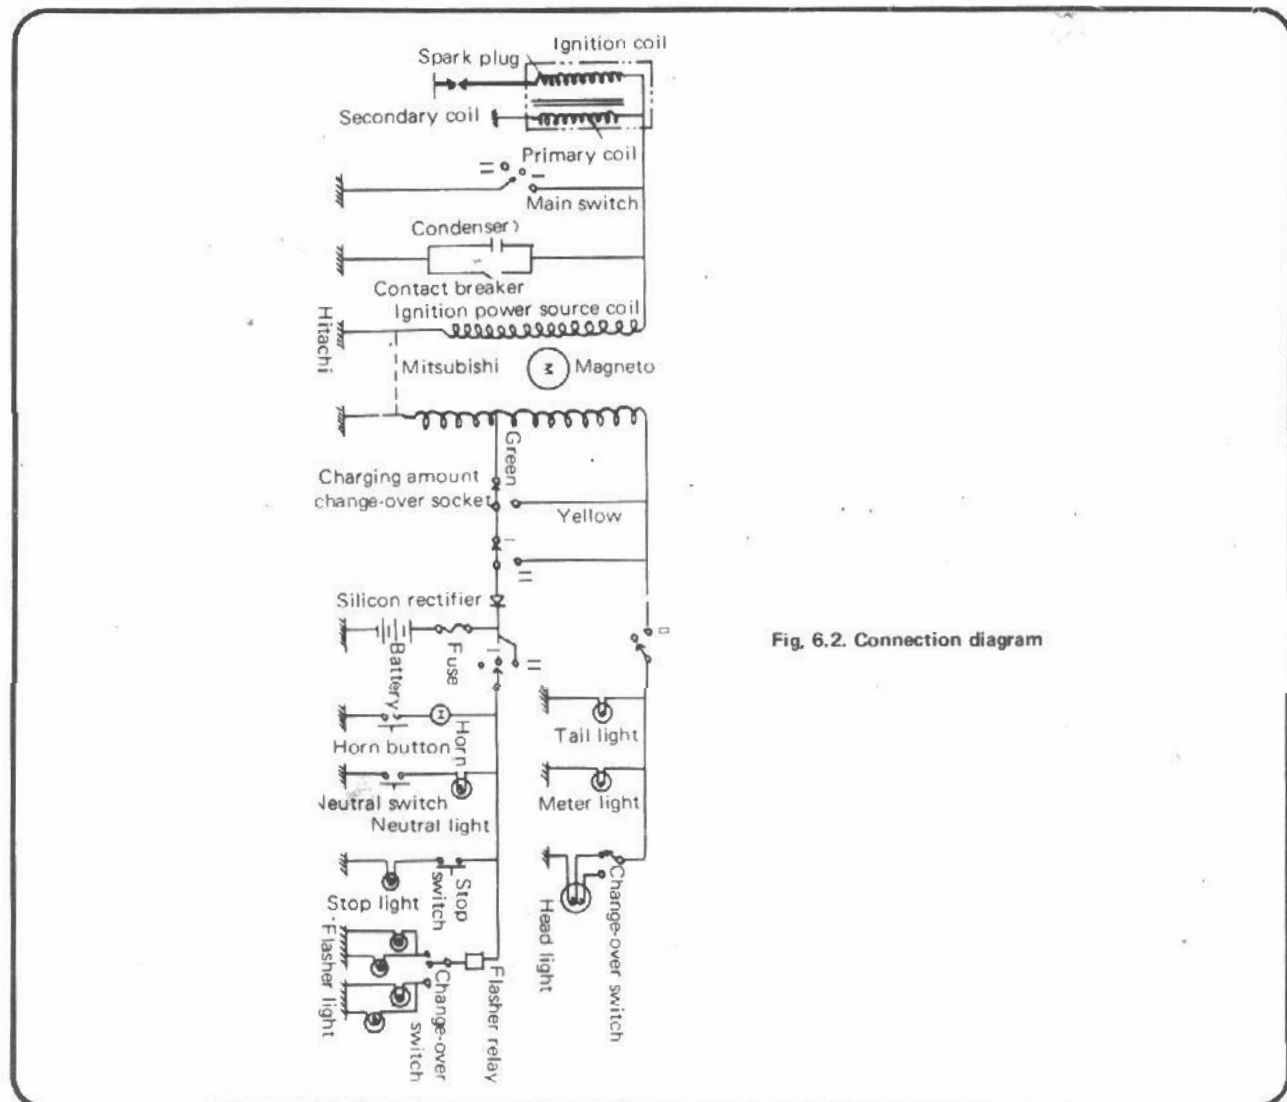 Ignition coil
Spark plug
Secondary coil
Primary coil
Main switch
Condenser
Contact breaker
Ignition power source coil
Hitachi
Mitsubishi
M
Magneto
Green
Charging amount
change-over socket
Yellow
I
II
Silicon rectifier
Battery
Fuse
I
II
II
Fig. 6.2. Connection diagram
Tail light
Horn button
Horn
H
Neutral switch
Neutral light
Meter light
Stop light
Stop
switch
Head light
Change-over switch
Flasher light
Change-over
switch
Flasher relay
II
I